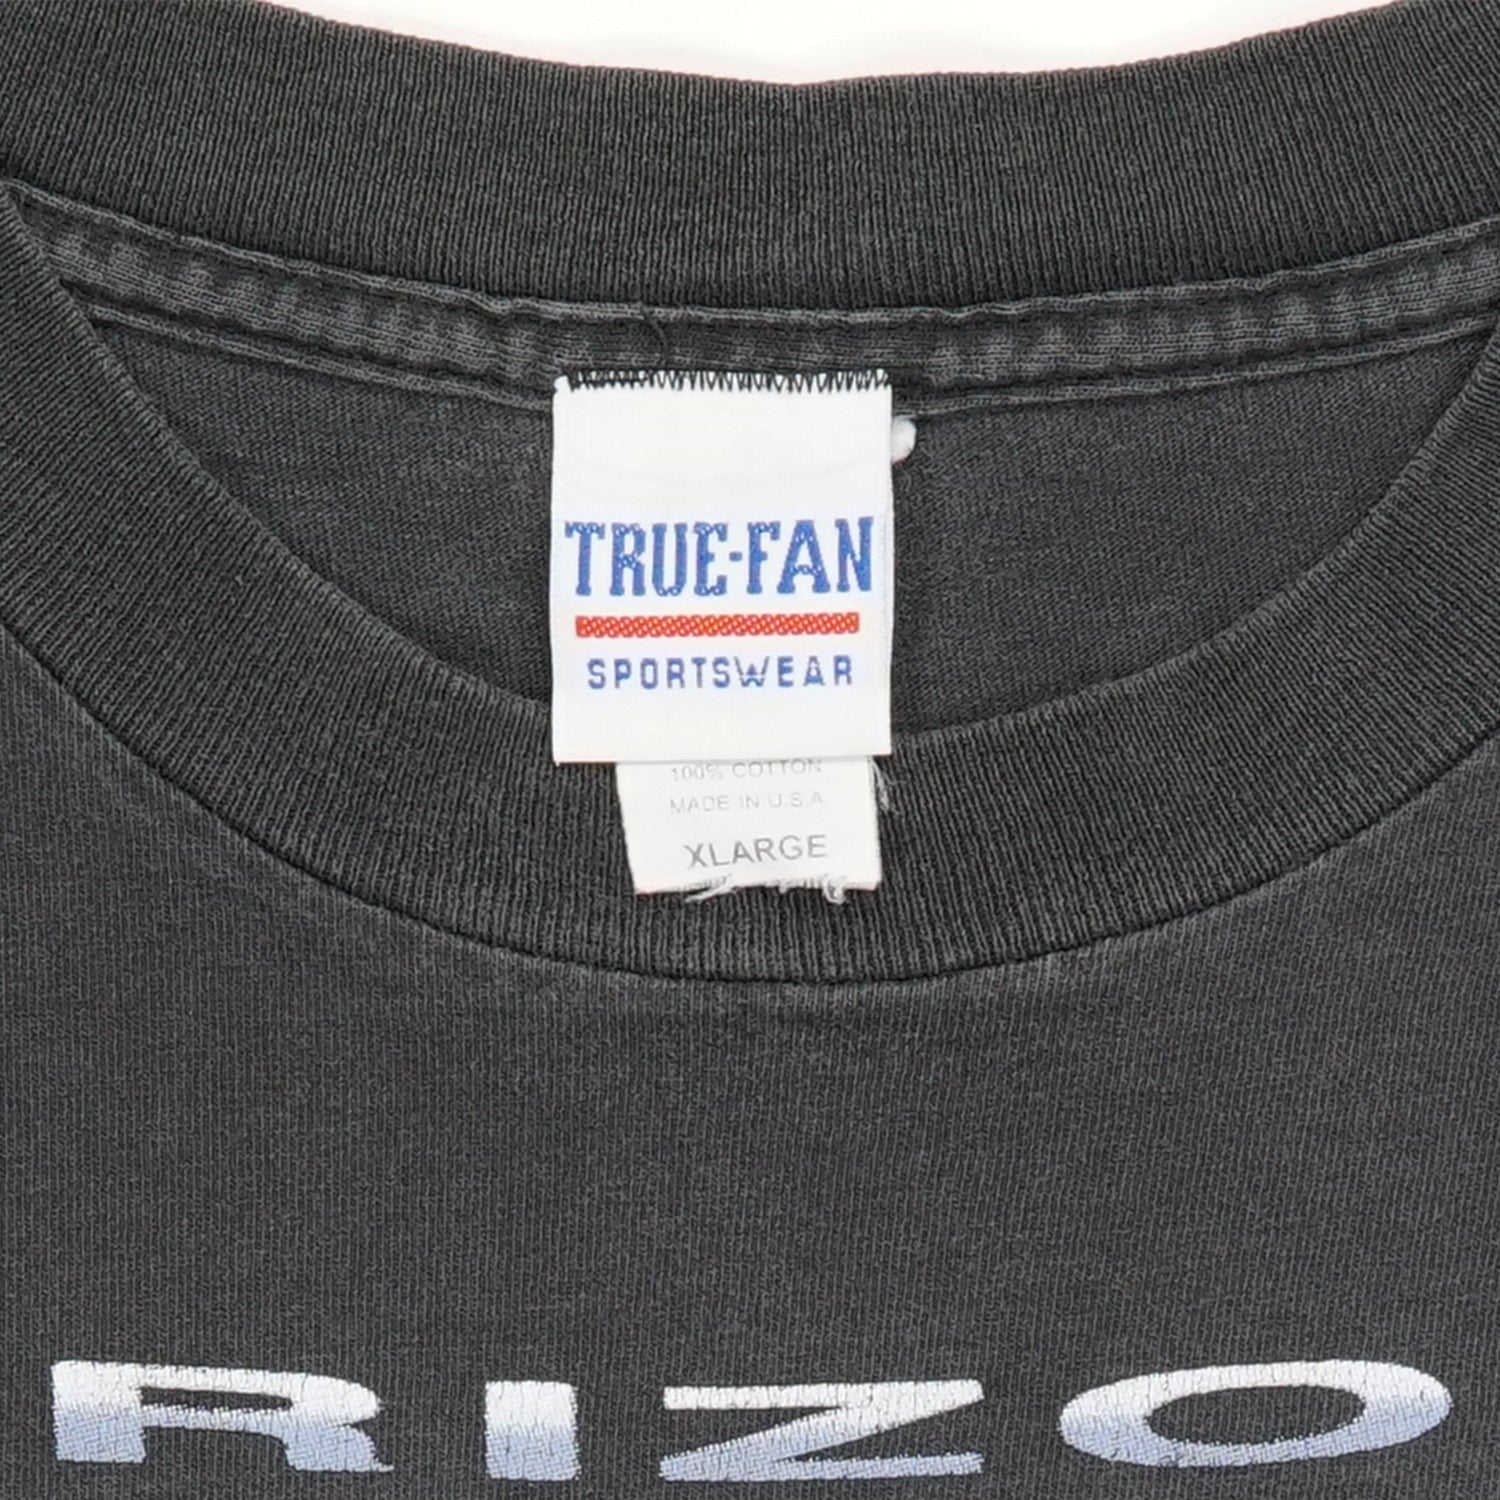 TRUE-FAN
SPORTSWEAR
100% COTTON
MADE IN U.S.A
XLARGE
RIZO